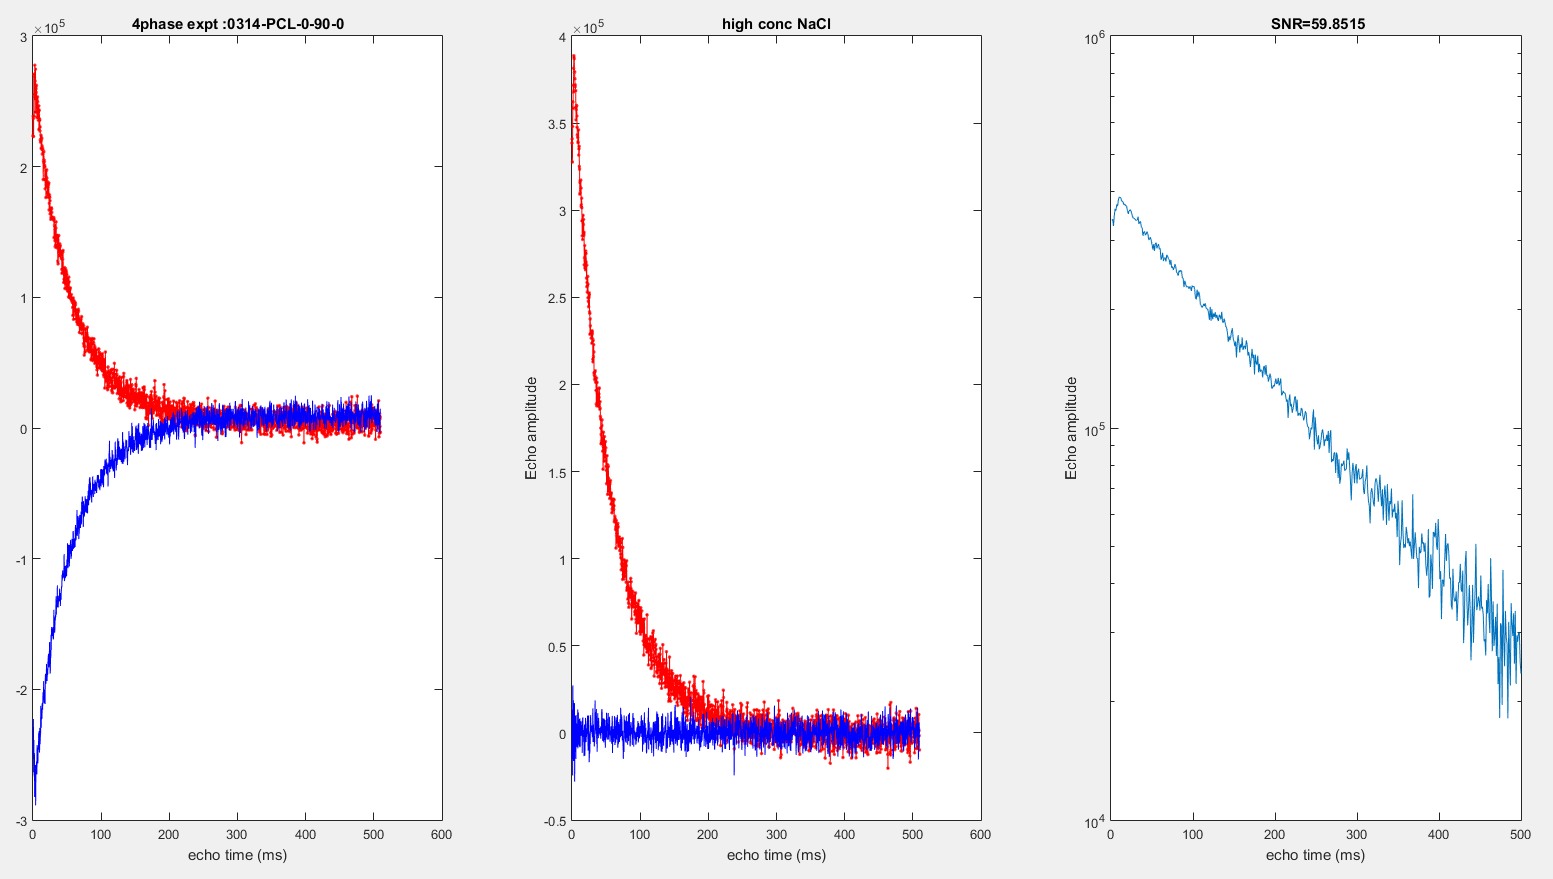 4phase expt :0314-PCL-0-90-0
×10^5
3
2
1
0
-1
-2
-3
0 100 200 300 400 500 600
echo time (ms)
high conc NaCl
×10^5
4
3.5
3
2.5
2
1.5
1
0.5
0
-0.5
Echo amplitude
0 100 200 300 400 500 600
echo time (ms)
SNR=59.8515
10^6
10^5
10^4
Echo amplitude
0 100 200 300 400 500
echo time (ms)